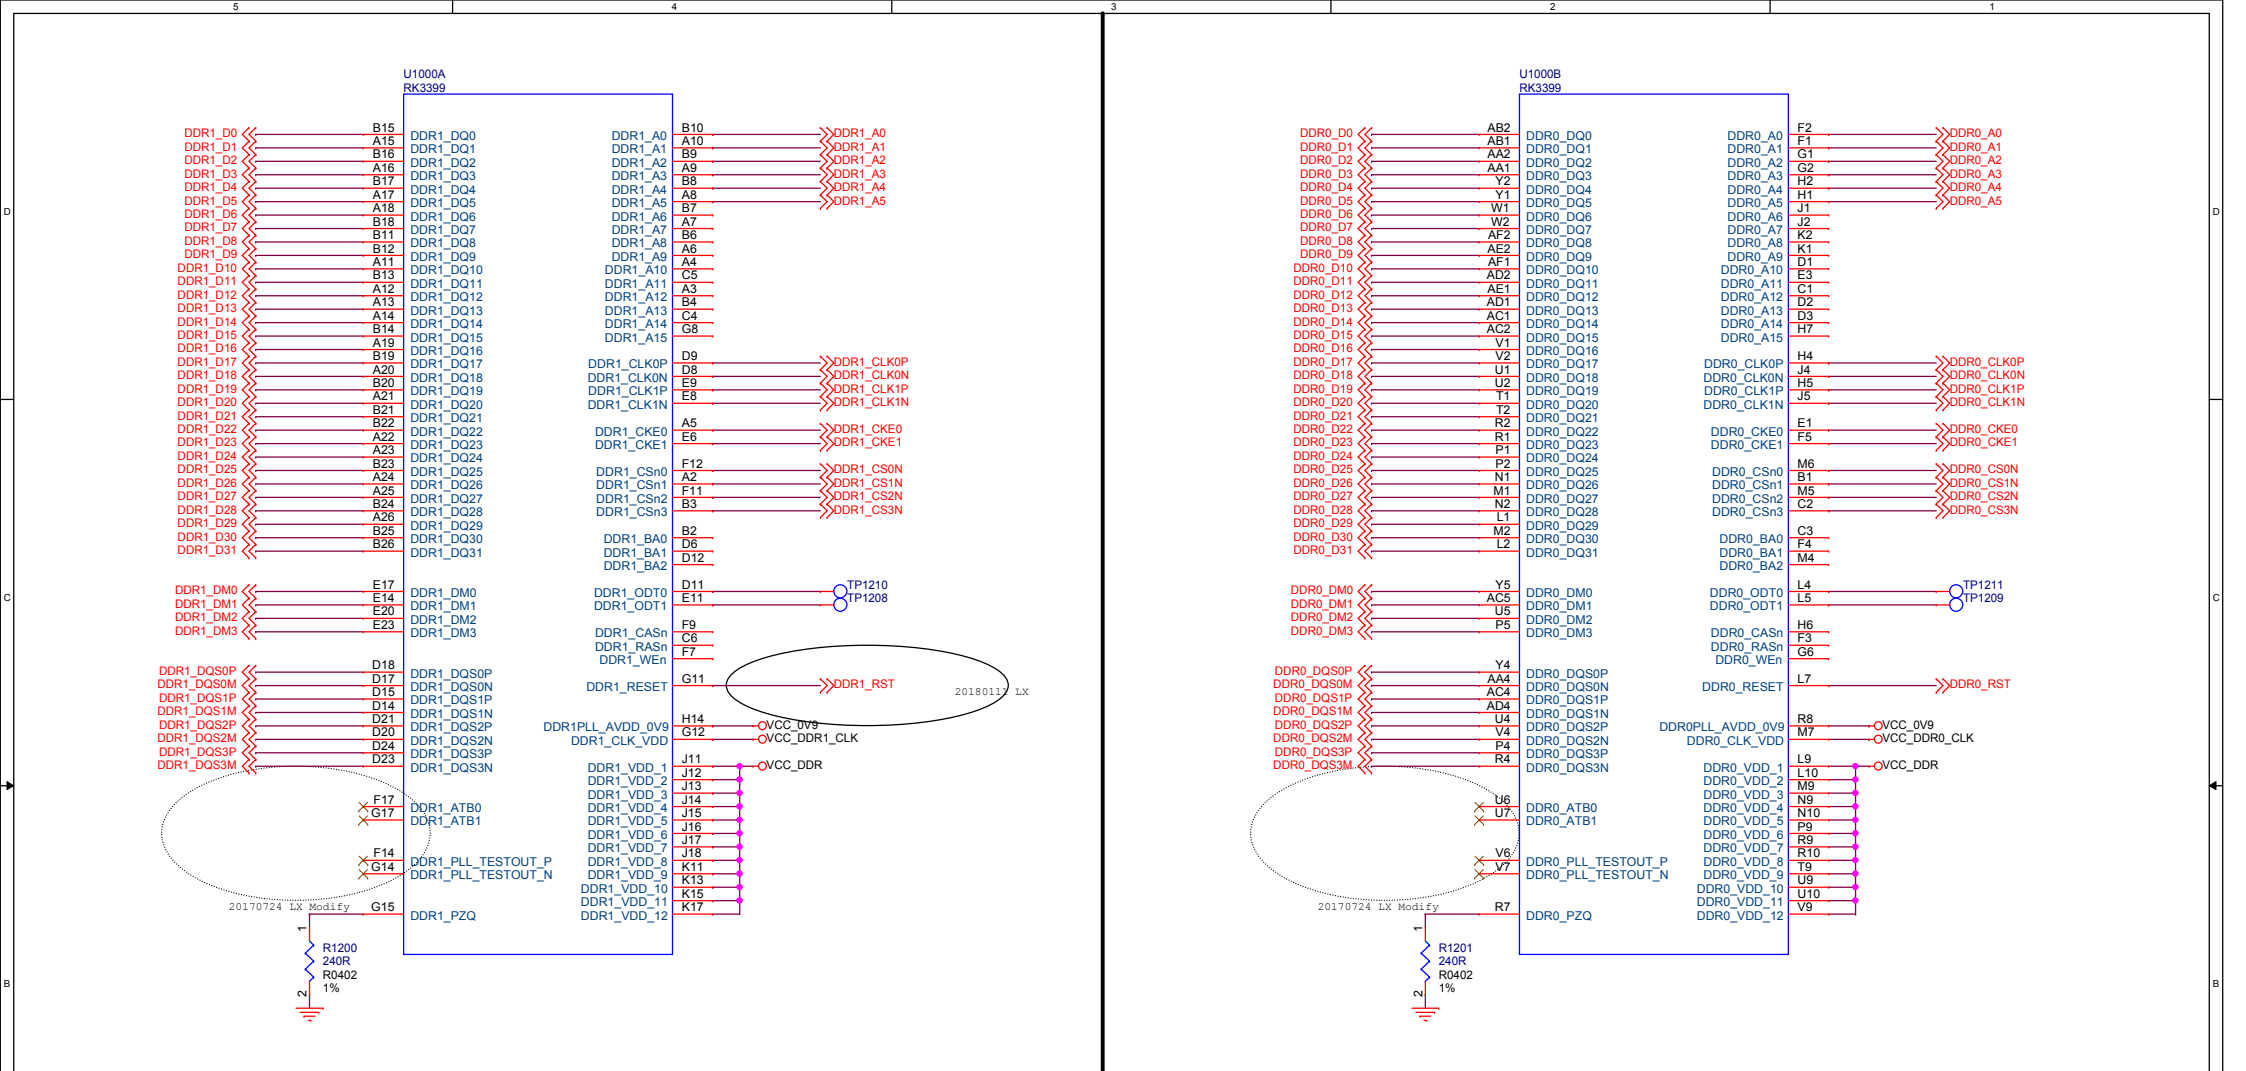 5 4 3 2 1
D
C
B
U1000A
RK3399
DDR1_D0 B15 DDR1_DQ0
DDR1_D1 A15 DDR1_DQ1
DDR1_D2 B16 DDR1_DQ2
DDR1_D3 A16 DDR1_DQ3
DDR1_D4 B17 DDR1_DQ4
DDR1_D5 A17 DDR1_DQ5
DDR1_D6 A18 DDR1_DQ6
DDR1_D7 B18 DDR1_DQ7
DDR1_D8 B11 DDR1_DQ8
DDR1_D9 B12 DDR1_DQ9
DDR1_D10 A11 DDR1_DQ10
DDR1_D11 B13 DDR1_DQ11
DDR1_D12 A12 DDR1_DQ12
DDR1_D13 A13 DDR1_DQ13
DDR1_D14 A14 DDR1_DQ14
DDR1_D15 B14 DDR1_DQ15
DDR1_D16 A19 DDR1_DQ16
DDR1_D17 B19 DDR1_DQ17
DDR1_D18 A20 DDR1_DQ18
DDR1_D19 B20 DDR1_DQ19
DDR1_D20 A21 DDR1_DQ20
DDR1_D21 B21 DDR1_DQ21
DDR1_D22 B22 DDR1_DQ22
DDR1_D23 A22 DDR1_DQ23
DDR1_D24 A23 DDR1_DQ24
DDR1_D25 B23 DDR1_DQ25
DDR1_D26 A24 DDR1_DQ26
DDR1_D27 A25 DDR1_DQ27
DDR1_D28 B24 DDR1_DQ28
DDR1_D29 A26 DDR1_DQ29
DDR1_D30 B25 DDR1_DQ30
DDR1_D31 B26 DDR1_DQ31
DDR1_DM0 E17 DDR1_DM0
DDR1_DM1 E14 DDR1_DM1
DDR1_DM2 E20 DDR1_DM2
DDR1_DM3 E23 DDR1_DM3
DDR1_DQS0P D18 DDR1_DQS0P
DDR1_DQS0M D17 DDR1_DQS0N
DDR1_DQS1P D15 DDR1_DQS1P
DDR1_DQS1M D14 DDR1_DQS1N
DDR1_DQS2P D21 DDR1_DQS2P
DDR1_DQS2M D20 DDR1_DQS2N
DDR1_DQS3P D24 DDR1_DQS3P
DDR1_DQS3M D23 DDR1_DQS3N
F17 DDR1_ATB0
G17 DDR1_ATB1
F14 DDR1_PLL_TESTOUT_P
G14 DDR1_PLL_TESTOUT_N
20170724 LX Modify
G15 DDR1_PZQ
1
R1200
240R
R0402
1%
2
DDR1_A0 B10 DDR1_A0
DDR1_A1 A10 DDR1_A1
DDR1_A2 B9 DDR1_A2
DDR1_A3 A9 DDR1_A3
DDR1_A4 B8 DDR1_A4
DDR1_A5 A8 DDR1_A5
DDR1_A6 B7
DDR1_A7 A7
DDR1_A8 B6
DDR1_A9 A6
DDR1_A10 A4
DDR1_A11 C5
DDR1_A12 A3
DDR1_A13 B4
DDR1_A14 C4
DDR1_A15 G8
DDR1_CLK0P D9 DDR1_CLK0P
DDR1_CLK0N D8 DDR1_CLK0N
DDR1_CLK1P E9 DDR1_CLK1P
DDR1_CLK1N E8 DDR1_CLK1N
DDR1_CKE0 A5 DDR1_CKE0
DDR1_CKE1 E6 DDR1_CKE1
DDR1_CSn0 F12 DDR1_CS0N
DDR1_CSn1 A2 DDR1_CS1N
DDR1_CSn2 F11 DDR1_CS2N
DDR1_CSn3 B3 DDR1_CS3N
DDR1_BA0 B2
DDR1_BA1 D6
DDR1_BA2 D12
DDR1_ODT0 D11 TP1210
DDR1_ODT1 E11 TP1208
DDR1_CASn F9
DDR1_RASn C6
DDR1_WEn F7
DDR1_RESET G11 DDR1_RST
20180111 LX
DDR1PLL_AVDD_0V9 H14 VCC_0V9
DDR1_CLK_VDD G12 VCC_DDR1_CLK
DDR1_VDD_1 J11 VCC_DDR
DDR1_VDD_2 J12
DDR1_VDD_3 J13
DDR1_VDD_4 J14
DDR1_VDD_5 J15
DDR1_VDD_6 J16
DDR1_VDD_7 J17
DDR1_VDD_8 J18
DDR1_VDD_9 K11
DDR1_VDD_10 K13
DDR1_VDD_11 K15
DDR1_VDD_12 K17
U1000B
RK3399
DDR0_D0 AB2 DDR0_DQ0
DDR0_D1 AB1 DDR0_DQ1
DDR0_D2 AA2 DDR0_DQ2
DDR0_D3 AA1 DDR0_DQ3
DDR0_D4 Y2 DDR0_DQ4
DDR0_D5 Y1 DDR0_DQ5
DDR0_D6 W1 DDR0_DQ6
DDR0_D7 W2 DDR0_DQ7
DDR0_D8 AF2 DDR0_DQ8
DDR0_D9 AE2 DDR0_DQ9
DDR0_D10 AF1 DDR0_DQ10
DDR0_D11 AD2 DDR0_DQ11
DDR0_D12 AE1 DDR0_DQ12
DDR0_D13 AD1 DDR0_DQ13
DDR0_D14 AC1 DDR0_DQ14
DDR0_D15 AC2 DDR0_DQ15
DDR0_D16 V1 DDR0_DQ16
DDR0_D17 V2 DDR0_DQ17
DDR0_D18 U1 DDR0_DQ18
DDR0_D19 U2 DDR0_DQ19
DDR0_D20 T1 DDR0_DQ20
DDR0_D21 T2 DDR0_DQ21
DDR0_D22 R2 DDR0_DQ22
DDR0_D23 R1 DDR0_DQ23
DDR0_D24 P1 DDR0_DQ24
DDR0_D25 P2 DDR0_DQ25
DDR0_D26 N1 DDR0_DQ26
DDR0_D27 M1 DDR0_DQ27
DDR0_D28 N2 DDR0_DQ28
DDR0_D29 L1 DDR0_DQ29
DDR0_D30 M2 DDR0_DQ30
DDR0_D31 L2 DDR0_DQ31
DDR0_DM0 Y5 DDR0_DM0
DDR0_DM1 AC5 DDR0_DM1
DDR0_DM2 U5 DDR0_DM2
DDR0_DM3 P5 DDR0_DM3
DDR0_DQS0P Y4 DDR0_DQS0P
DDR0_DQS0M AA4 DDR0_DQS0N
DDR0_DQS1P AC4 DDR0_DQS1P
DDR0_DQS1M AD4 DDR0_DQS1N
DDR0_DQS2P U4 DDR0_DQS2P
DDR0_DQS2M V4 DDR0_DQS2N
DDR0_DQS3P P4 DDR0_DQS3P
DDR0_DQS3M R4 DDR0_DQS3N
U6 DDR0_ATB0
U7 DDR0_ATB1
V6 DDR0_PLL_TESTOUT_P
V7 DDR0_PLL_TESTOUT_N
20170724 LX Modify
R7 DDR0_PZQ
1
R1201
240R
R0402
1%
2
DDR0_A0 F2 DDR0_A0
DDR0_A1 F1 DDR0_A1
DDR0_A2 G1 DDR0_A2
DDR0_A3 G2 DDR0_A3
DDR0_A4 H2 DDR0_A4
DDR0_A5 H1 DDR0_A5
DDR0_A6 J1
DDR0_A7 J2
DDR0_A8 K2
DDR0_A9 K1
DDR0_A10 D1
DDR0_A11 E3
DDR0_A12 C1
DDR0_A13 D2
DDR0_A14 D3
DDR0_A15 H7
DDR0_CLK0P H4 DDR0_CLK0P
DDR0_CLK0N J4 DDR0_CLK0N
DDR0_CLK1P H5 DDR0_CLK1P
DDR0_CLK1N J5 DDR0_CLK1N
DDR0_CKE0 E1 DDR0_CKE0
DDR0_CKE1 F5 DDR0_CKE1
DDR0_CSn0 M6 DDR0_CS0N
DDR0_CSn1 B1 DDR0_CS1N
DDR0_CSn2 M5 DDR0_CS2N
DDR0_CSn3 C2 DDR0_CS3N
DDR0_BA0 C3
DDR0_BA1 F4
DDR0_BA2 M4
DDR0_ODT0 L4 TP1211
DDR0_ODT1 L5 TP1209
DDR0_CASn H6
DDR0_RASn F3
DDR0_WEn G6
DDR0_RESET L7 DDR0_RST
DDR0PLL_AVDD_0V9 R8 VCC_0V9
DDR0_CLK_VDD M7 VCC_DDR0_CLK
DDR0_VDD_1 L9 VCC_DDR
DDR0_VDD_2 L10
DDR0_VDD_3 M9
DDR0_VDD_4 N9
DDR0_VDD_5 N10
DDR0_VDD_6 P9
DDR0_VDD_7 R9
DDR0_VDD_8 R10
DDR0_VDD_9 T9
DDR0_VDD_10 U9
DDR0_VDD_11 U10
DDR0_VDD_12 V9
D
C
B